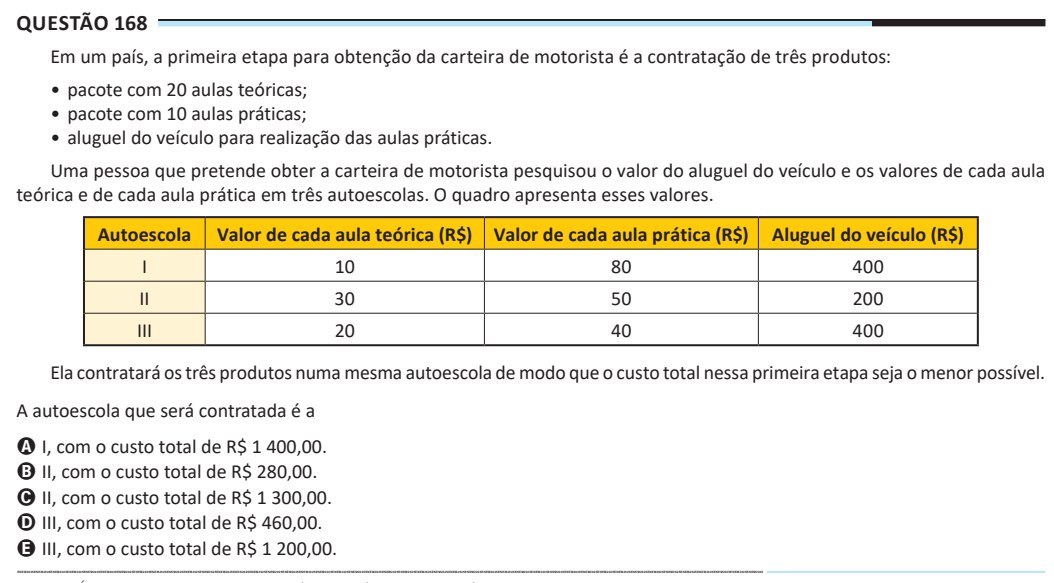 QUESTÃO 168
Em um país, a primeira etapa para obtenção da carteira de motorista é a contratação de três produtos:
• pacote com 20 aulas teóricas;
• pacote com 10 aulas práticas;
• aluguel do veículo para realização das aulas práticas.
Uma pessoa que pretende obter a carteira de motorista pesquisou o valor do aluguel do veículo e os valores de cada aula
teórica e de cada aula prática em três autoescolas. O quadro apresenta esses valores.
Autoescola Valor de cada aula teórica (R$) Valor de cada aula prática (R$) Aluguel do veículo (R$)
I 10 80 400
II 30 50 200
III 20 40 400
Ela contratará os três produtos numa mesma autoescola de modo que o custo total nessa primeira etapa seja o menor possível.
A autoescola que será contratada é a
A I, com o custo total de R$ 1 400,00.
B II, com o custo total de R$ 280,00.
C II, com o custo total de R$ 1 300,00.
D III, com o custo total de R$ 460,00.
E III, com o custo total de R$ 1 200,00.